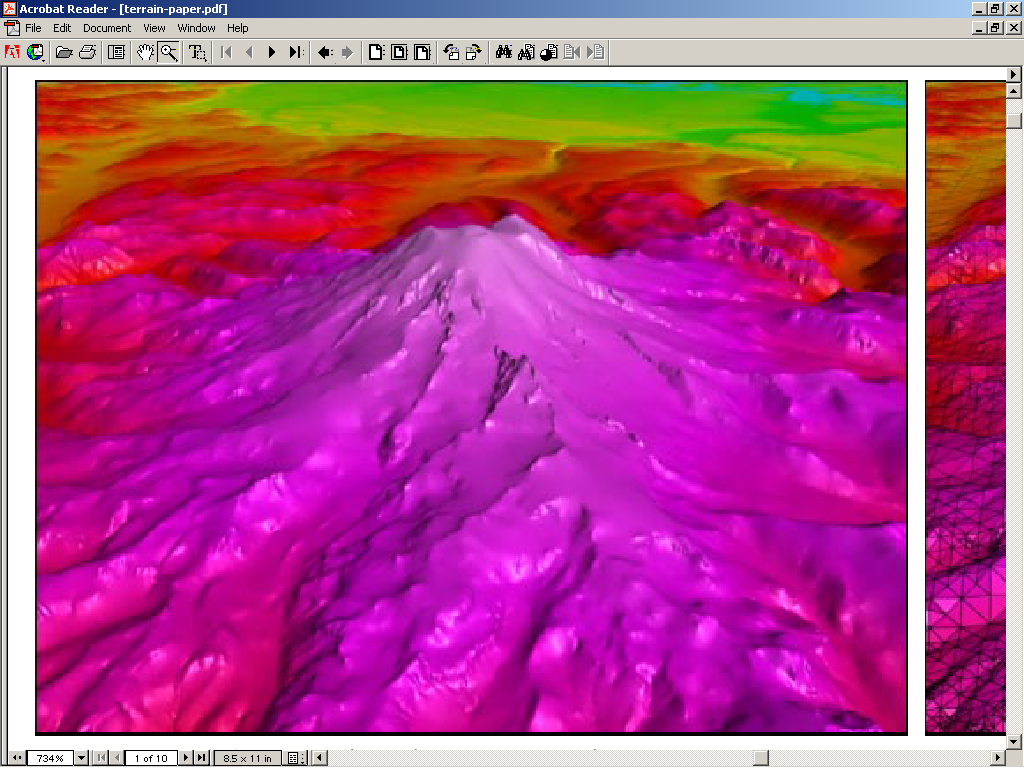 Acrobat Reader - [terrain-paper.pdf]
File Edit Document View Window Help
734% 1 of 10 8.5 x 11 in